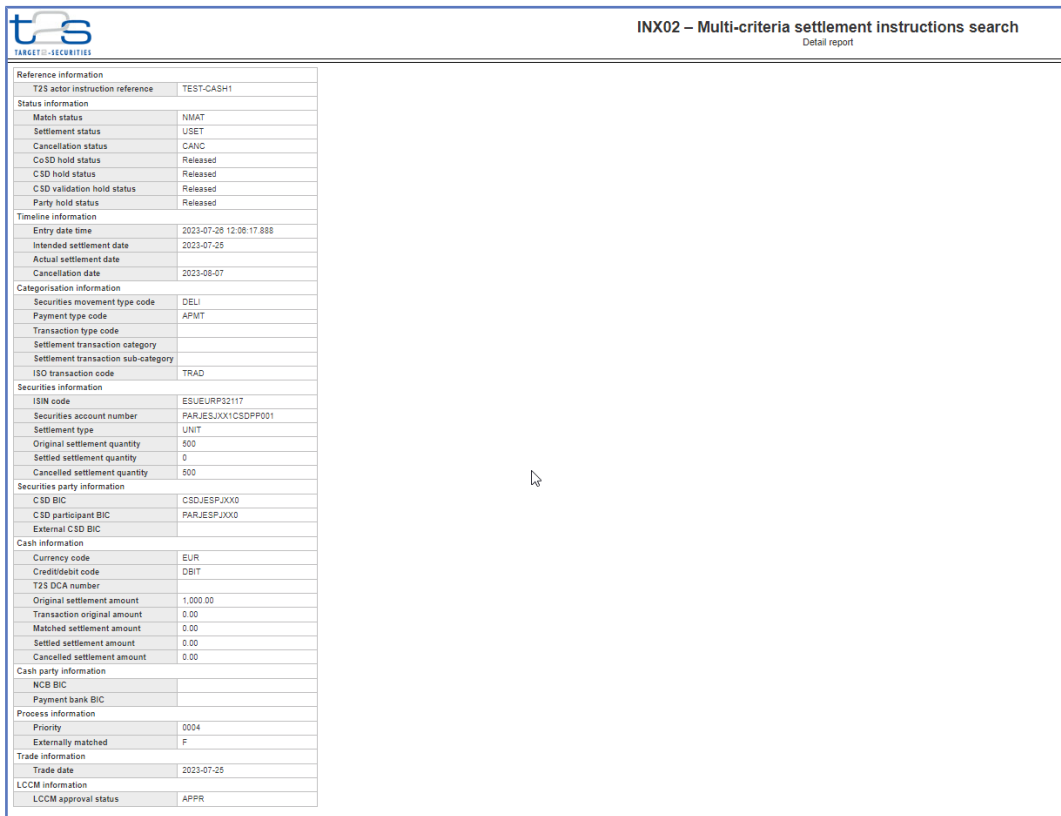 t2s
TARGET2-SECURITIES
INX02 – Multi-criteria settlement instructions search
Detail report
Reference information
T2S actor instruction reference TEST-CASH1
Status information
Match status NMAT
Settlement status USET
Cancellation status CANC
CoSD hold status Released
CSD hold status Released
CSD validation hold status Released
Party hold status Released
Timeline information
Entry date time 2023-07-26 12:06:17.888
Intended settlement date 2023-07-25
Actual settlement date
Cancellation date 2023-08-07
Categorisation information
Securities movement type code DELI
Payment type code APMT
Transaction type code
Settlement transaction category
Settlement transaction sub-category
ISO transaction code TRAD
Securities information
ISIN code ESUEURP32117
Securities account number PARJESJXX1CSDPP001
Settlement type UNIT
Original settlement quantity 500
Settled settlement quantity 0
Cancelled settlement quantity 500
Securities party information
CSD BIC CSDJESPJXX0
CSD participant BIC PARJESPJXX0
External CSD BIC
Cash information
Currency code EUR
Credit/debit code DBIT
T2S DCA number
Original settlement amount 1,000.00
Transaction original amount 0.00
Matched settlement amount 0.00
Settled settlement amount 0.00
Cancelled settlement amount 0.00
Cash party information
NCB BIC
Payment bank BIC
Process information
Priority 0004
Externally matched F
Trade information
Trade date 2023-07-25
LCCM information
LCCM approval status APPR